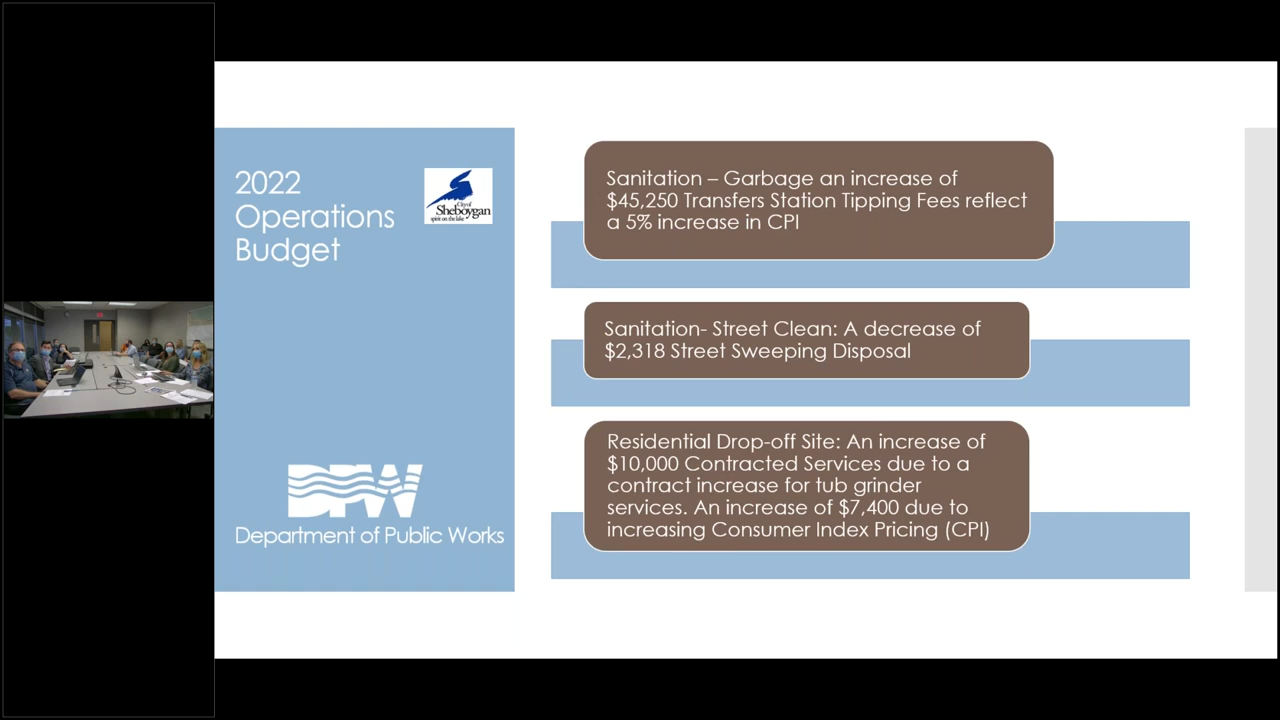 2022
Operations
Budget
City of
Sheboygan
spirit on the lake
DPW
Department of Public Works
Sanitation – Garbage an increase of
$45,250 Transfers Station Tipping Fees reflect
a 5% increase in CPI
Sanitation- Street Clean: A decrease of
$2,318 Street Sweeping Disposal
Residential Drop-off Site: An increase of
$10,000 Contracted Services due to a
contract increase for tub grinder
services. An increase of $7,400 due to
increasing Consumer Index Pricing (CPI)